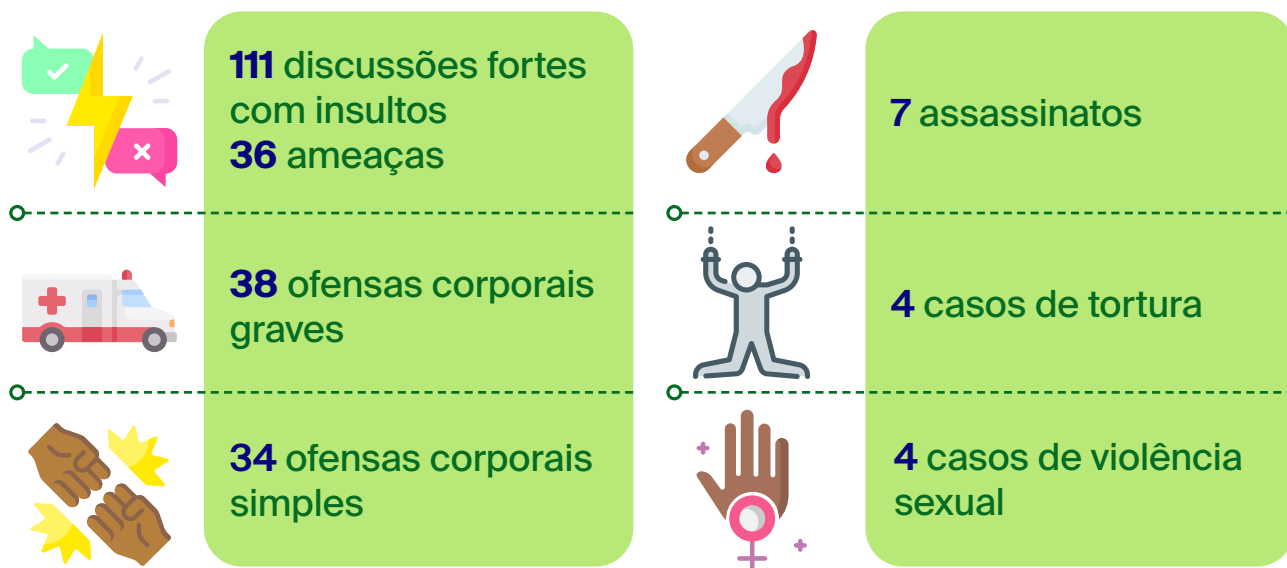 111 discussões fortes
com insultos
36 ameaças
38 ofensas corporais
graves
34 ofensas corporais
simples
7 assassinatos
4 casos de tortura
4 casos de violência
sexual